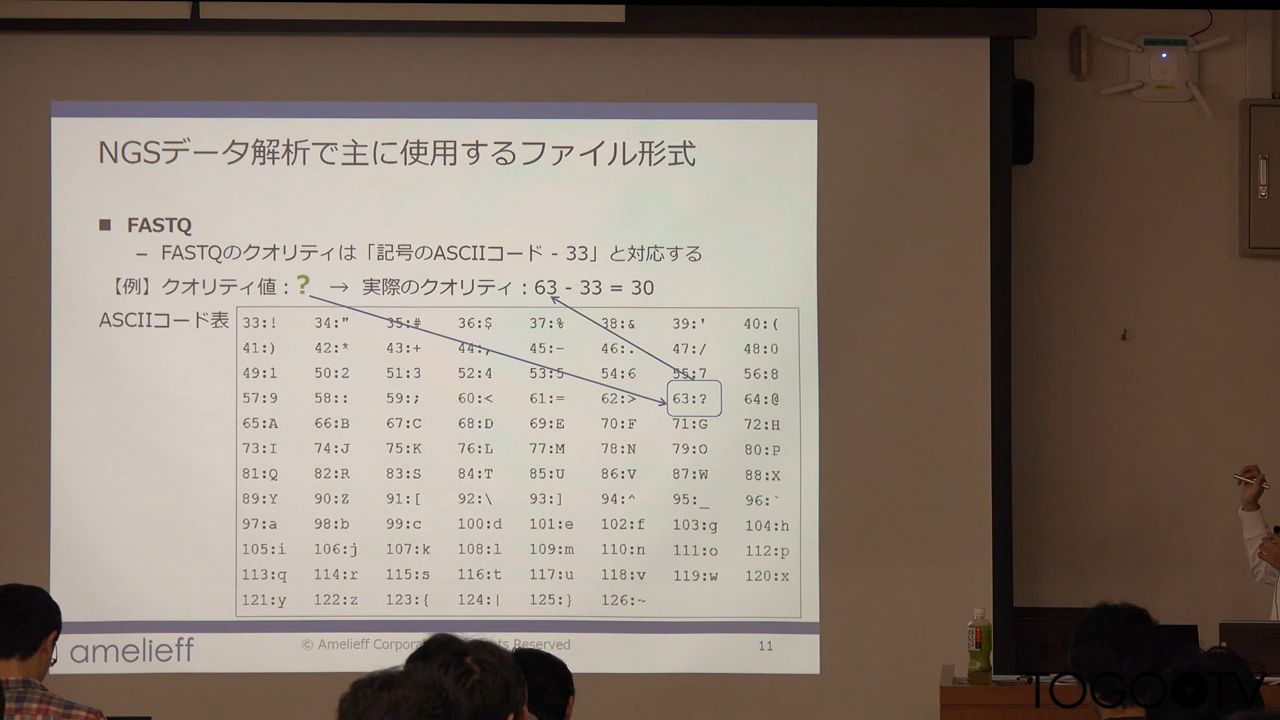 NGSデータ解析で主に使用するファイル形式
■ FASTQ
– FASTQのクオリティは「記号のASCIIコード - 33」と対応する
【例】クオリティ値：? → 実際のクオリティ：63 - 33 = 30
ASCIIコード表
33:! 34:" 35:# 36:$ 37:% 38:& 39:' 40:(
41:) 42:* 43:+ 44:, 45:- 46:. 47:/ 48:0
49:1 50:2 51:3 52:4 53:5 54:6 55:7 56:8
57:9 58:: 59:; 60:< 61:= 62:> 63:? 64:@
65:A 66:B 67:C 68:D 69:E 70:F 71:G 72:H
73:I 74:J 75:K 76:L 77:M 78:N 79:O 80:P
81:Q 82:R 83:S 84:T 85:U 86:V 87:W 88:X
89:Y 90:Z 91:[ 92:\ 93:] 94:^ 95:_ 96:`
97:a 98:b 99:c 100:d 101:e 102:f 103:g 104:h
105:i 106:j 107:k 108:l 109:m 110:n 111:o 112:p
113:q 114:r 115:s 116:t 117:u 118:v 119:w 120:x
121:y 122:z 123:{ 124:| 125:} 126:~
amelieff
© Amelieff Reserved
11
TOGOTV